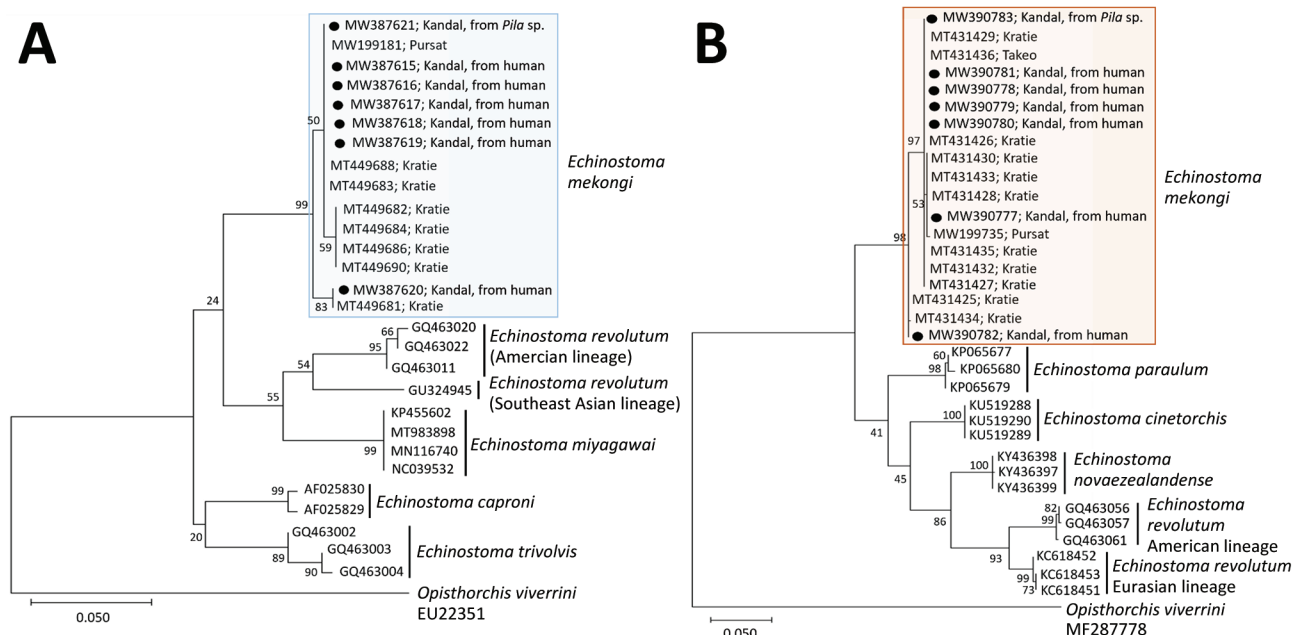 A
MW387621; Kandal, from Pila sp.
MW199181; Pursat
MW387615; Kandal, from human
MW387616; Kandal, from human
MW387617; Kandal, from human
MW387618; Kandal, from human
MW387619; Kandal, from human
MT449688; Kratie
MT449683; Kratie
MT449682; Kratie
MT449684; Kratie
MT449686; Kratie
MT449690; Kratie
MW387620; Kandal, from human
MT449681; Kratie
50
99
59
83
Echinostoma
mekongi
24
GQ463020
GQ463022
GQ463011
66
95
Echinostoma revolutum
(Amercian lineage)
54
GU324945
Echinostoma revolutum
(Southeast Asian lineage)
55
KP455602
MT983898
MN116740
NC039532
99
Echinostoma miyagawai
99
AF025830
AF025829
Echinostoma caproni
20
GQ463002
GQ463003
GQ463004
89
90
Echinostoma trivolvis
Opisthorchis viverrini
EU22351
0.050
B
MW390783; Kandal, from Pila sp.
MT431429; Kratie
MT431436; Takeo
MW390781; Kandal, from human
MW390778; Kandal, from human
MW390779; Kandal, from human
MW390780; Kandal, from human
MT431426; Kratie
MT431430; Kratie
MT431433; Kratie
MT431428; Kratie
MW390777; Kandal, from human
MW199735; Pursat
MT431435; Kratie
MT431432; Kratie
MT431427; Kratie
MT431425; Kratie
MT431434; Kratie
MW390782; Kandal, from human
97
53
98
Echinostoma
mekongi
KP065677
KP065680
KP065679
60
98
Echinostoma paraulum
41
KU519288
KU519290
KU519289
100
Echinostoma cinetorchis
45
KY436398
KY436397
KY436399
100
Echinostoma
novaezealandense
86
GQ463056
GQ463057
GQ463061
82
99
Echinostoma
revolutum
American lineage
93
KC618452
KC618453
KC618451
99
73
Echinostoma revolutum
Eurasian lineage
Opisthorchis viverrini
MF287778
0.050